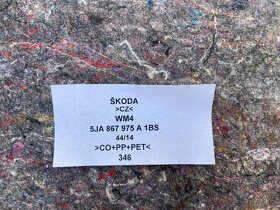 ŠKODA
>CZ<
WM4
5JA 867 975 A 1BS
44/14
>CO+PP+PET<
346